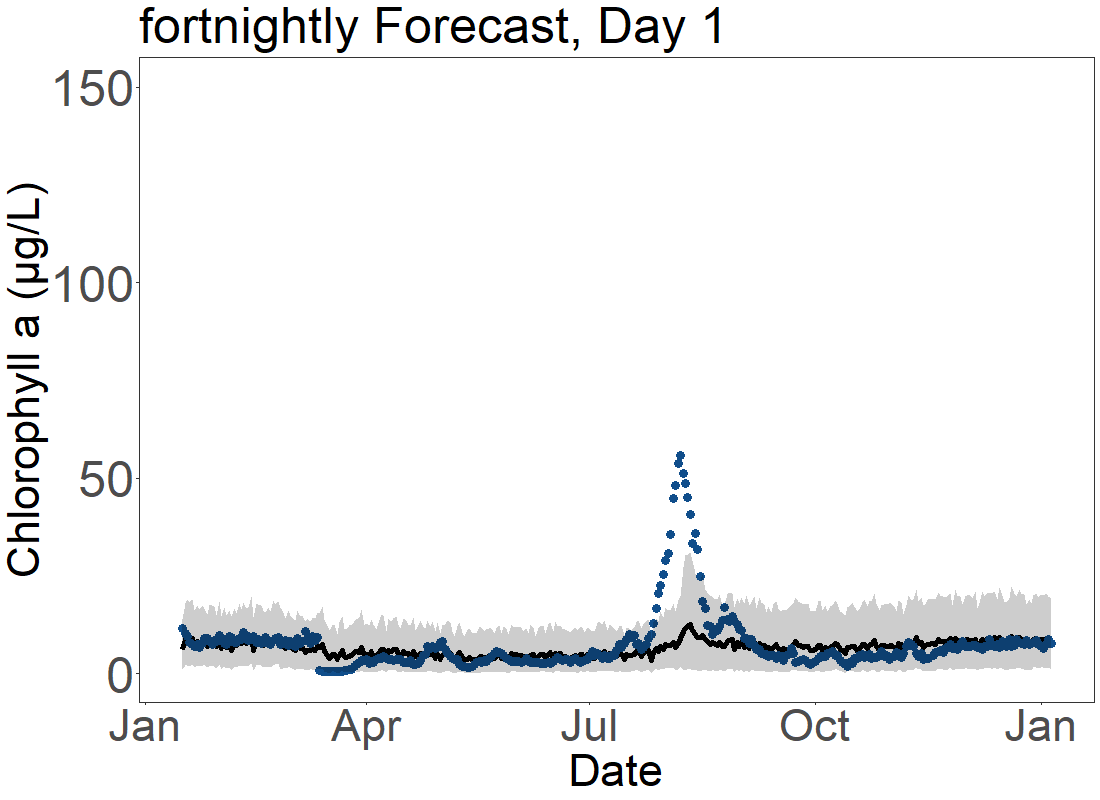 fortnightly Forecast, Day 1
Chlorophyll a (μg/L)
150
100
50
0
Jan Apr Jul Oct Jan
Date